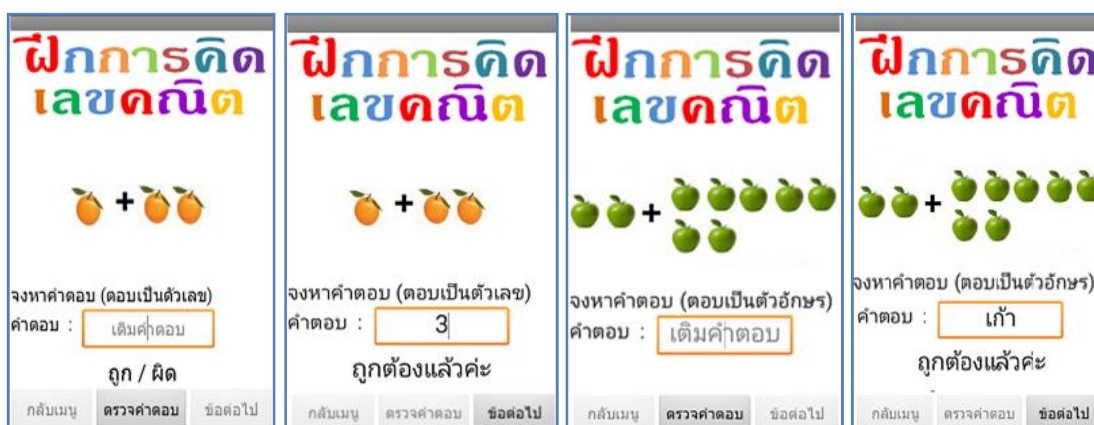 ฝึกการคิด
เลขคณิต
+
จงหาคำตอบ (ตอบเป็นตัวเลข)
คำตอบ : เติมคำตอบ
ถูก / ผิด
กลับเมนู ตรวจคำตอบ ข้อต่อไป
ฝึกการคิด
เลขคณิต
+
จงหาคำตอบ (ตอบเป็นตัวเลข)
คำตอบ : 3
ถูกต้องแล้วค่ะ
กลับเมนู ตรวจคำตอบ ข้อต่อไป
ฝึกการคิด
เลขคณิต
+
จงหาคำตอบ (ตอบเป็นตัวอักษร)
คำตอบ : เติมคำตอบ
กลับเมนู ตรวจคำตอบ ข้อต่อไป
ฝึกการคิด
เลขคณิต
+
จงหาคำตอบ (ตอบเป็นตัวอักษร)
คำตอบ : เก้า
ถูกต้องแล้วค่ะ
กลับเมนู ตรวจคำตอบ ข้อต่อไป